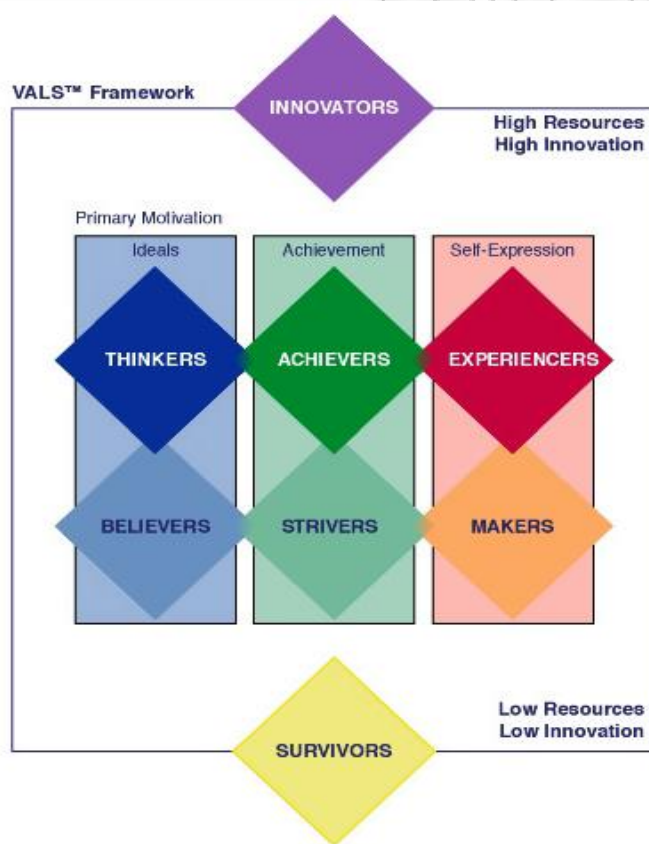 VALS™ Framework
INNOVATORS
High Resources
High Innovation
Primary Motivation
Ideals
Achievement
Self-Expression
THINKERS
ACHIEVERS
EXPERIENCERS
BELIEVERS
STRIVERS
MAKERS
Low Resources
Low Innovation
SURVIVORS